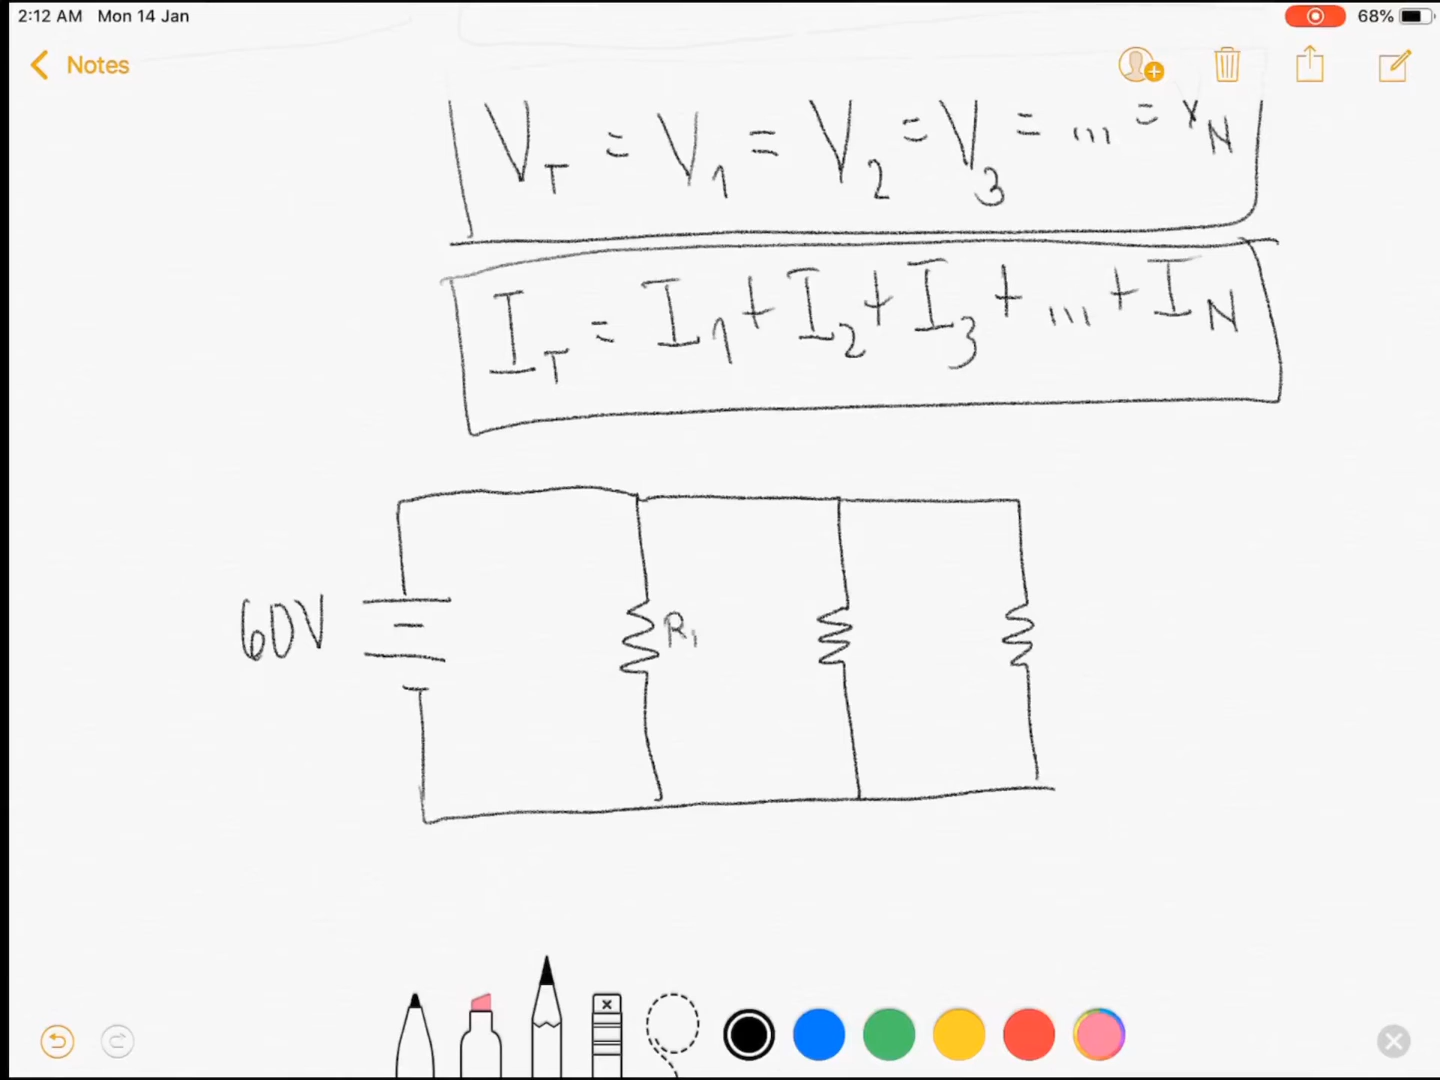 2:12 AM Mon 14 Jan
68%
Notes
V_T = V_1 = V_2 = V_3 = ... = V_N
I_T = I_1 + I_2 + I_3 + ... + I_N
60V
R_1